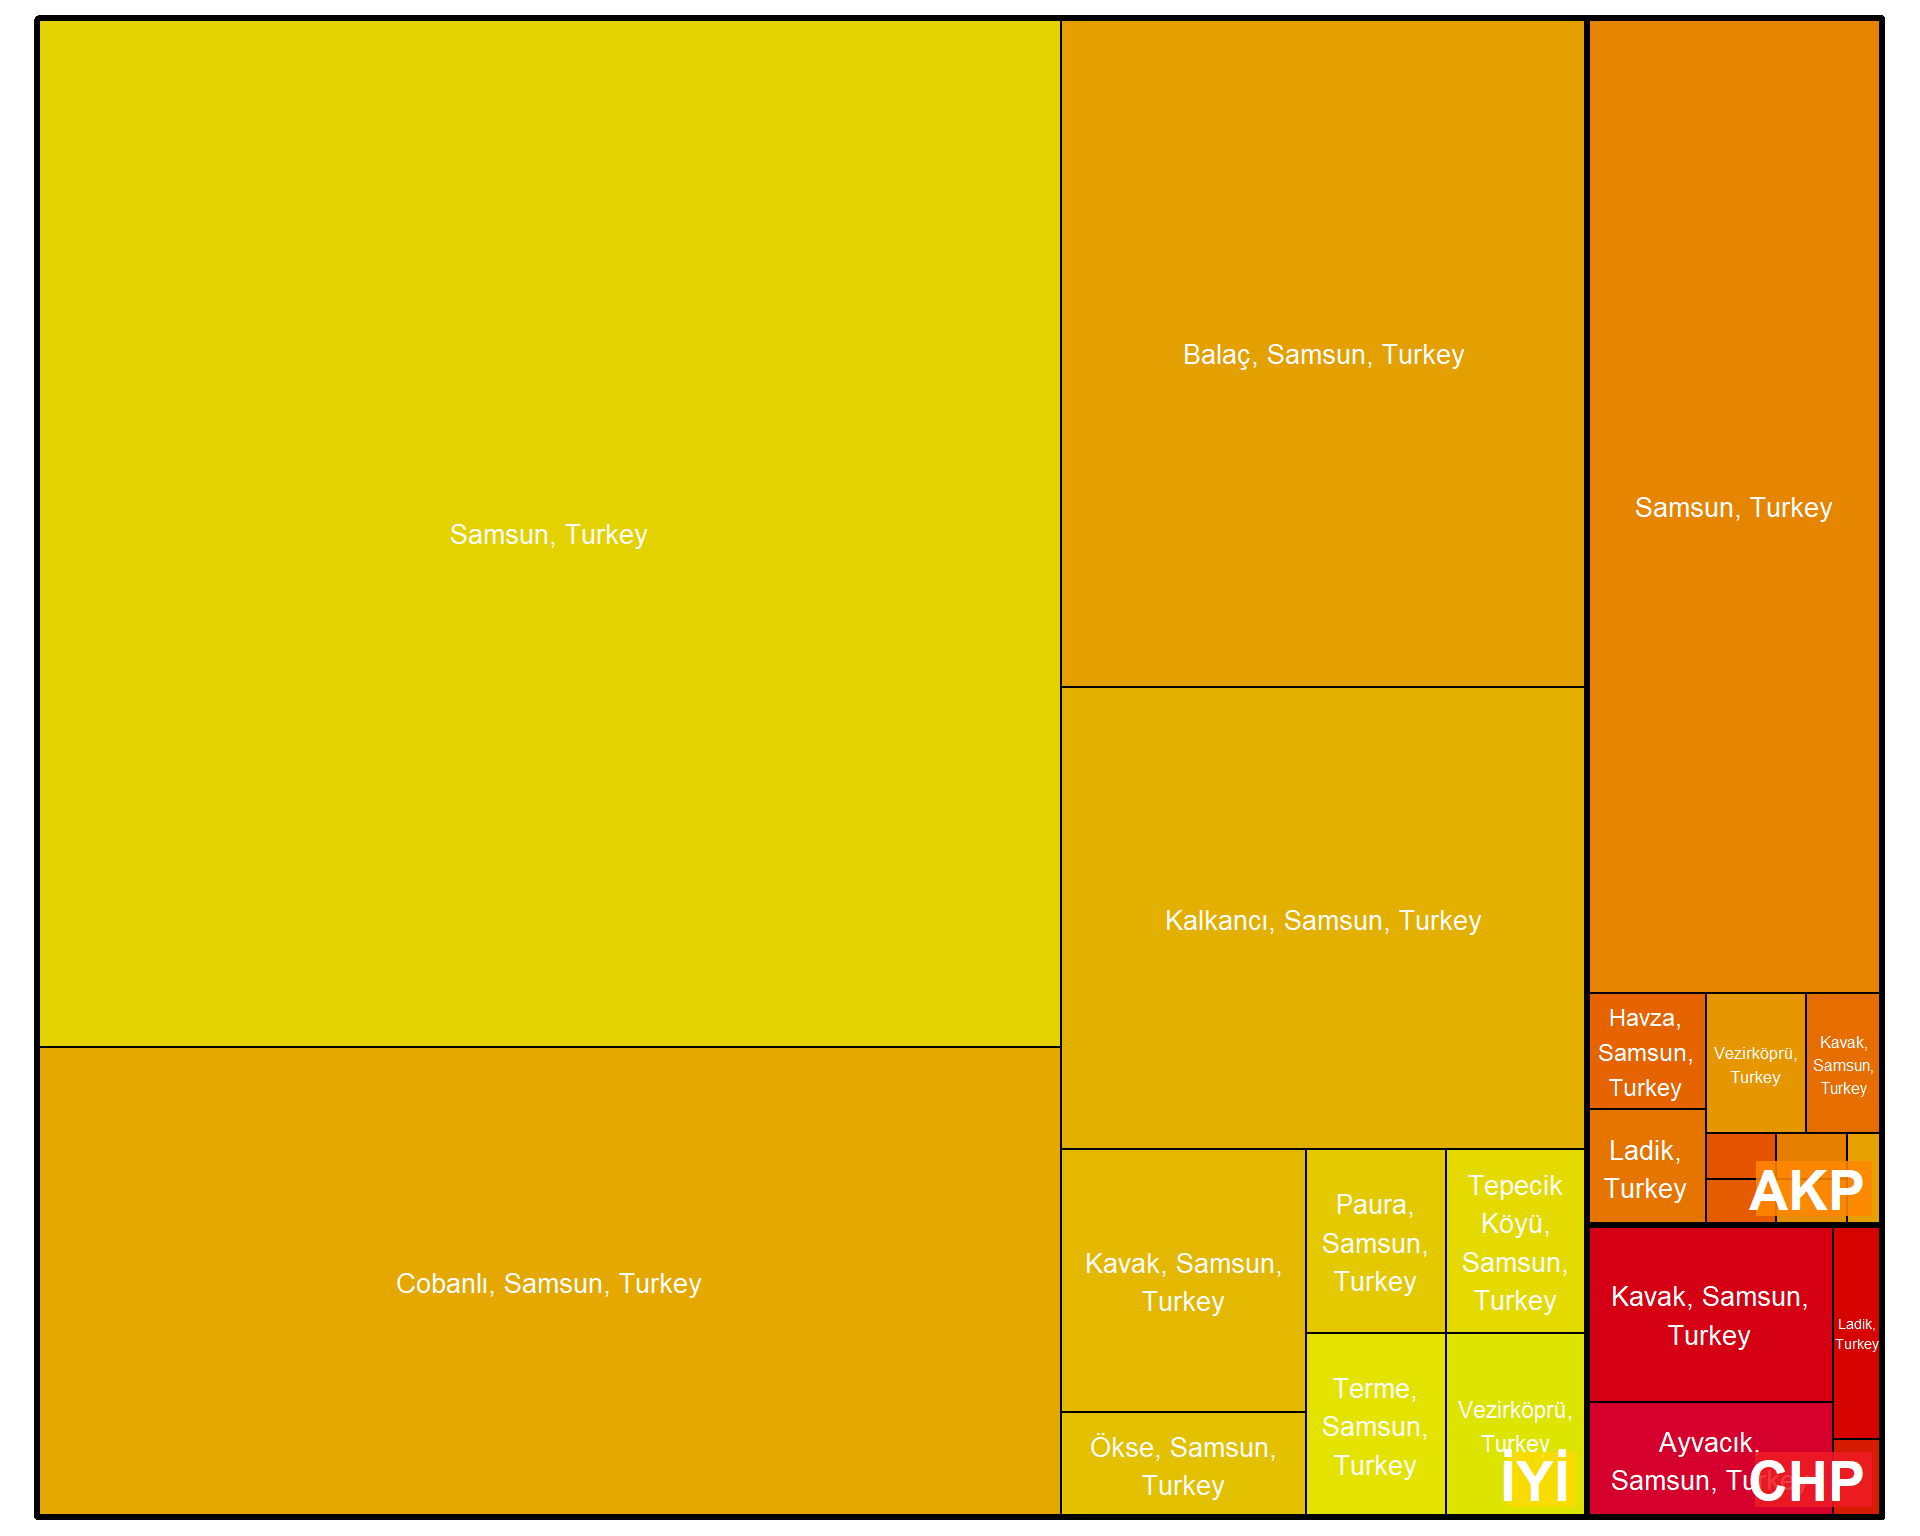 Samsun, Turkey
Cobanlı, Samsun, Turkey
Balaç, Samsun, Turkey
Kalkancı, Samsun, Turkey
Kavak, Samsun,
Turkey
Ökse, Samsun,
Turkey
Paura,
Samsun,
Turkey
Tepecik
Köyü,
Samsun,
Turkey
Terme,
Samsun,
Turkey
Vezirköprü,
Turkey
İYİ
Samsun, Turkey
Havza,
Samsun,
Turkey
Vezirköprü,
Turkey
Kavak,
Samsun,
Turkey
Ladik,
Turkey
AKP
Kavak, Samsun,
Turkey
Ladik,
Turkey
Ayvacık,
Samsun, Turkey
CHP